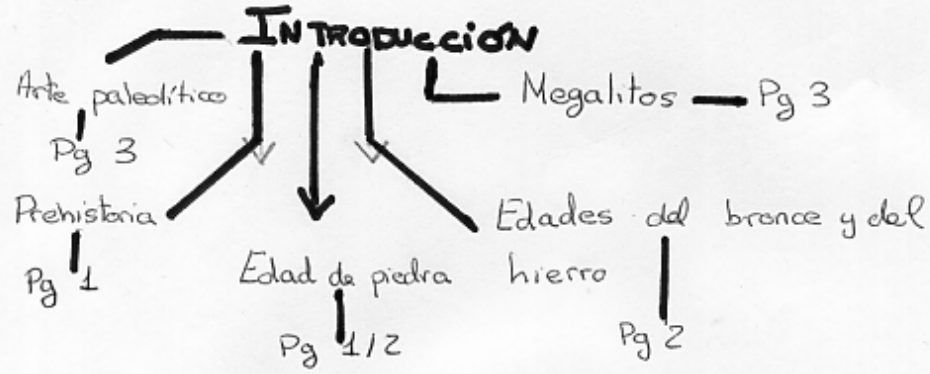 INTRODUCCIÓN
Arte paleolítico
Pg 3
Megalitos — Pg 3
Prehistoria
Pg 1
Edad de piedra
Pg 1/2
Edades del bronce y del
hierro
Pg 2